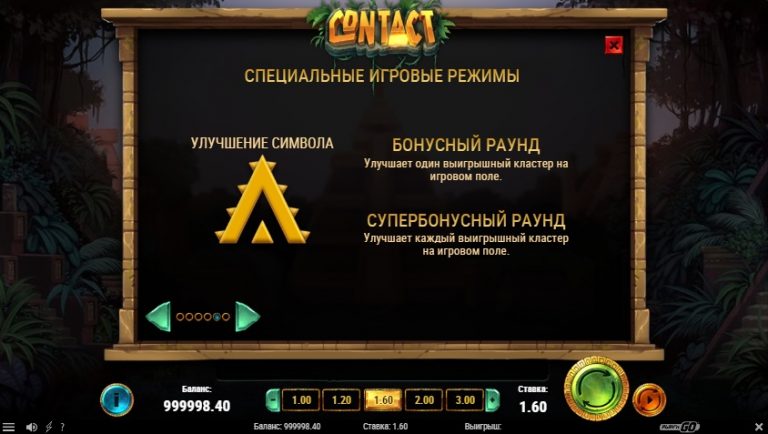 CONTACT
СПЕЦИАЛЬНЫЕ ИГРОВЫЕ РЕЖИМЫ
УЛУЧШЕНИЕ СИМВОЛА
БОНУСНЫЙ РАУНД
Улучшает один выигрышный кластер на
игровом поле.
СУПЕРБОНУСНЫЙ РАУНД
Улучшает каждый выигрышный кластер
на игровом поле.
Баланс:
999998.40
1.00 1.20 1.60 2.00 3.00
Ставка:
1.60
Баланс: 999998.40 Ставка: 1.60 Выигрыш:
PLAY'N GO